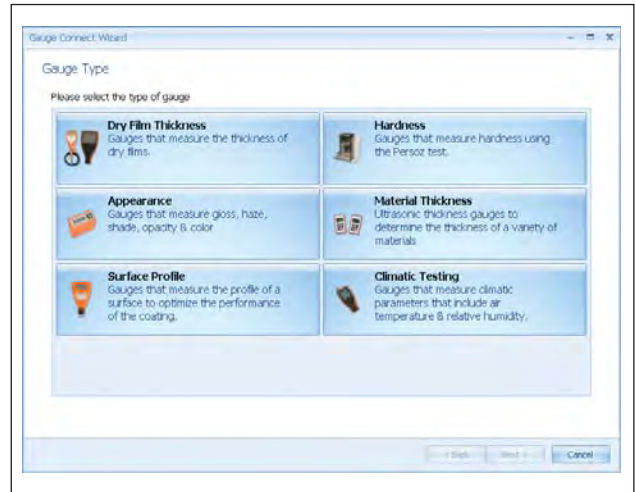 Gauge Connect Wizard
Gauge Type
Please select the type of gauge
Dry Film Thickness
Gauges that measure the thickness of
dry films.
Hardness
Gauges that measure hardness using
the Persoz test.
Appearance
Gauges that measure gloss, haze,
shade, opacity & color
Material Thickness
Ultrasonic thickness gauges to
determine the thickness of a variety of
materials
Surface Profile
Gauges that measure the profile of a
surface to optimize the performance
of the coating.
Climatic Testing
Gauges that measure climatic
parameters that include air
temperature & relative humidity.
< Back
Next >
Cancel